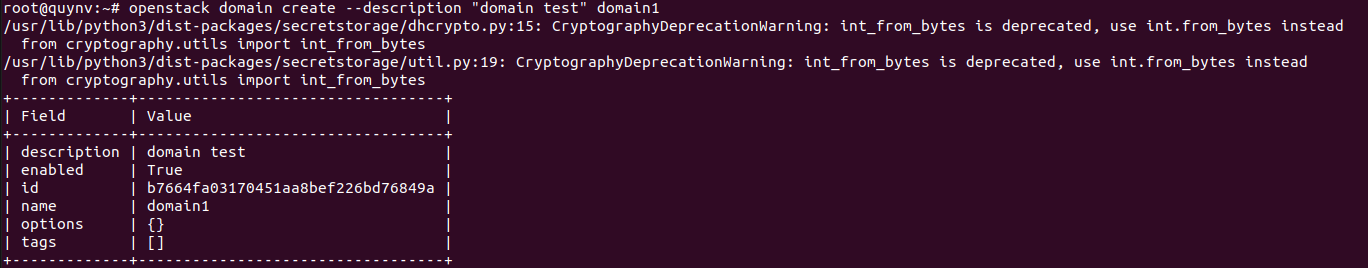 root@quynv:~# openstack domain create --description "domain test" domain1
/usr/lib/python3/dist-packages/secretstorage/dhcrypto.py:15: CryptographyDeprecationWarning: int_from_bytes is deprecated, use int.from_bytes instead
  from cryptography.utils import int_from_bytes
/usr/lib/python3/dist-packages/secretstorage/util.py:19: CryptographyDeprecationWarning: int_from_bytes is deprecated, use int.from_bytes instead
  from cryptography.utils import int_from_bytes
+-------------+----------------------------------+
| Field       | Value                            |
+-------------+----------------------------------+
| description | domain test                      |
| enabled     | True                             |
| id          | b7664fa03170451aa8bef226bd76849a |
| name        | domain1                          |
| options     | {}                               |
| tags        | []                               |
+-------------+----------------------------------+